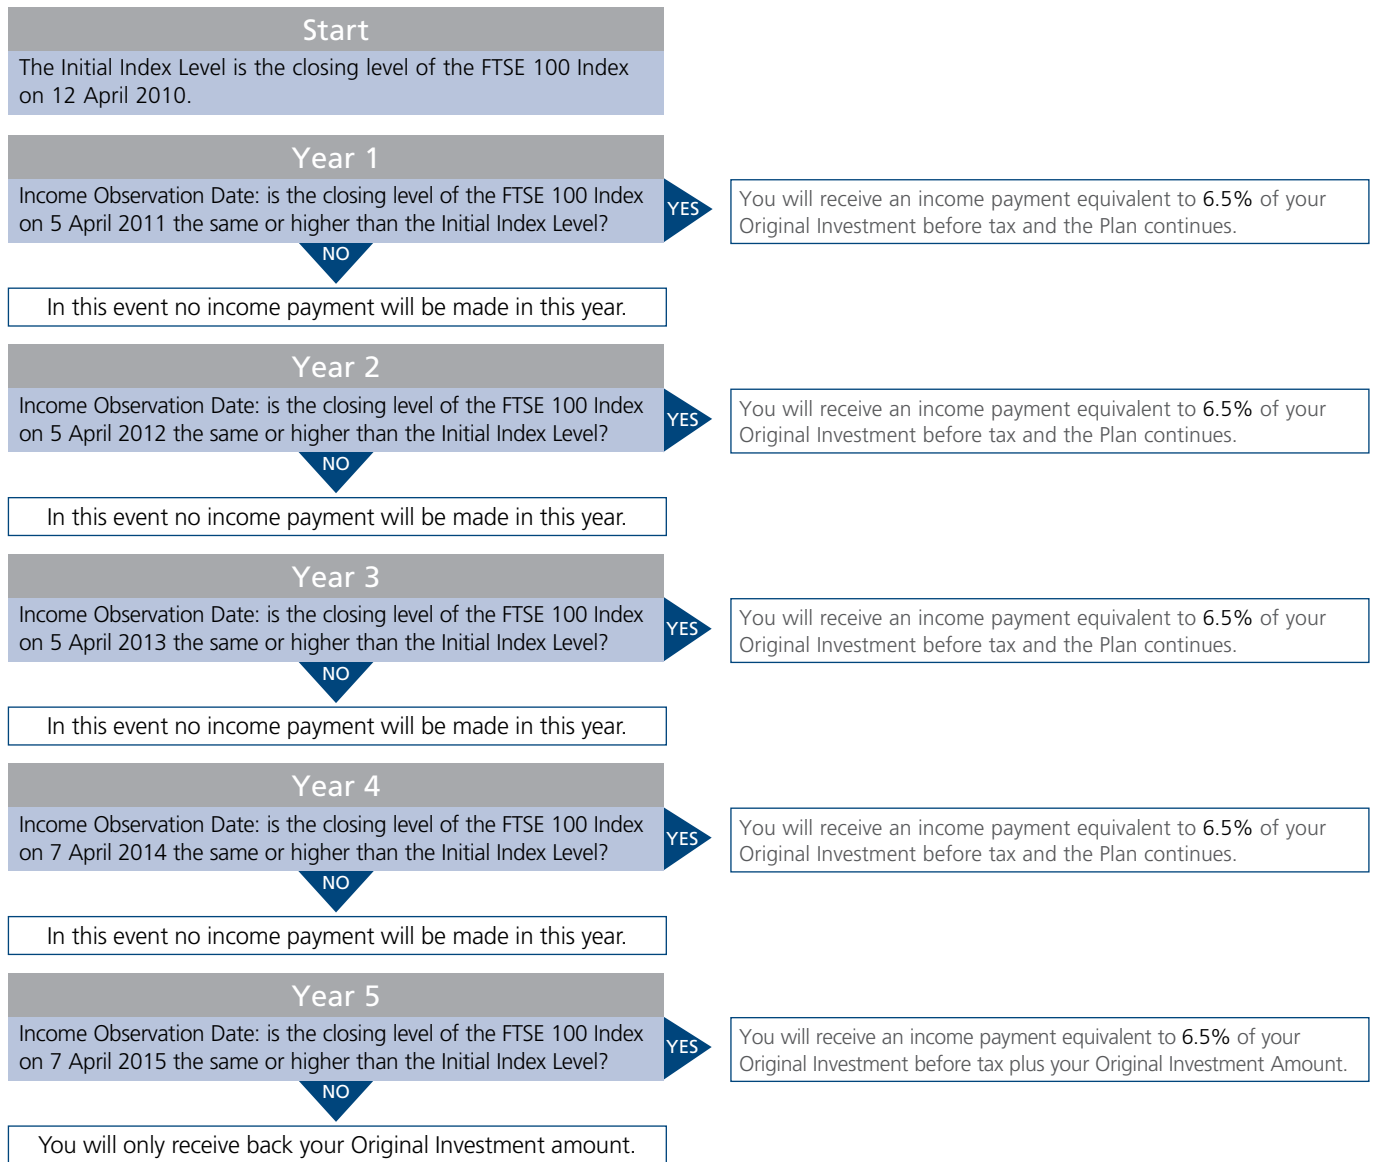 Start
The Initial Index Level is the closing level of the FTSE 100 Index
on 12 April 2010.
Year 1
Income Observation Date: is the closing level of the FTSE 100 Index
on 5 April 2011 the same or higher than the Initial Index Level?
YES
You will receive an income payment equivalent to 6.5% of your
Original Investment before tax and the Plan continues.
NO
In this event no income payment will be made in this year.
Year 2
Income Observation Date: is the closing level of the FTSE 100 Index
on 5 April 2012 the same or higher than the Initial Index Level?
YES
You will receive an income payment equivalent to 6.5% of your
Original Investment before tax and the Plan continues.
NO
In this event no income payment will be made in this year.
Year 3
Income Observation Date: is the closing level of the FTSE 100 Index
on 5 April 2013 the same or higher than the Initial Index Level?
YES
You will receive an income payment equivalent to 6.5% of your
Original Investment before tax and the Plan continues.
NO
In this event no income payment will be made in this year.
Year 4
Income Observation Date: is the closing level of the FTSE 100 Index
on 7 April 2014 the same or higher than the Initial Index Level?
YES
You will receive an income payment equivalent to 6.5% of your
Original Investment before tax and the Plan continues.
NO
In this event no income payment will be made in this year.
Year 5
Income Observation Date: is the closing level of the FTSE 100 Index
on 7 April 2015 the same or higher than the Initial Index Level?
YES
You will receive an income payment equivalent to 6.5% of your
Original Investment before tax plus your Original Investment Amount.
NO
You will only receive back your Original Investment amount.